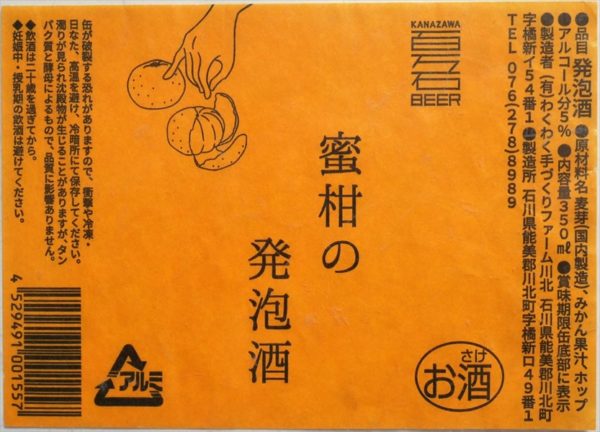 ●品目 発泡酒 ●原材料名 麦芽(国内製造)、みかん果汁、ホップ
●アルコール分5% ●内容量350㎖ ●賞味期限缶底部に表示
●製造者 (有)わくわく手づくりファーム川北 石川県能美郡川北町
字橘新イ54番1 ●製造所 石川県能美郡川北町字橘新ロ49番1
TEL 076(278)8989
KANAZAWA
百万石
BEER
蜜柑の
発泡酒
さけ
お酒
缶が破裂する恐れがありますので、衝撃や冷凍・
日なた、高温を避け、冷暗所にて保存してください。
濁りが見られ沈殿物が生じることがありますが、タン
パク質と酵母によるもので、品質に影響ありません。
◆飲酒は二十歳を過ぎてから。
◆妊娠中・授乳期の飲酒は避けてください。
アルミ
4 529491 001557